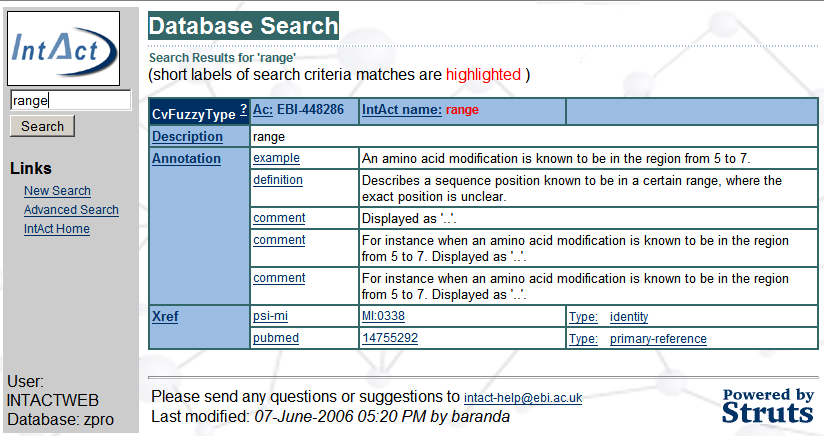 IntAct
range
Search
Links
New Search
Advanced Search
IntAct Home
User:
INTACTWEB
Database: zpro
Database Search
Search Results for 'range'
(short labels of search criteria matches are highlighted )
CvFuzzyType ? Ac: EBI-448286 IntAct name: range
Description range
Annotation example An amino acid modification is known to be in the region from 5 to 7.
definition Describes a sequence position known to be in a certain range, where the
exact position is unclear.
comment Displayed as '..'.
comment For instance when an amino acid modification is known to be in the region
from 5 to 7. Displayed as '..'.
comment For instance when an amino acid modification is known to be in the region
from 5 to 7. Displayed as '..'.
Xref psi-mi MI:0338 Type: identity
pubmed 14755292 Type: primary-reference
Please send any questions or suggestions to intact-help@ebi.ac.uk
Last modified: 07-June-2006 05:20 PM by baranda
Powered by
Struts